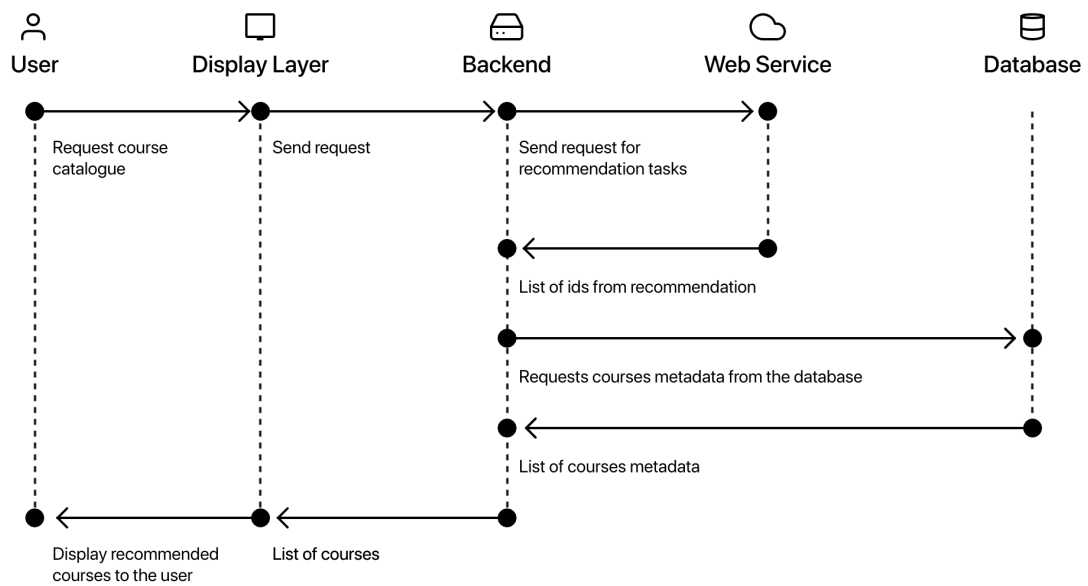 User
Display Layer
Backend
Web Service
Database
Request course
catalogue
Send request
Send request for
recommendation tasks
List of ids from recommendation
Requests courses metadata from the database
List of courses metadata
Display recommended
courses to the user
List of courses